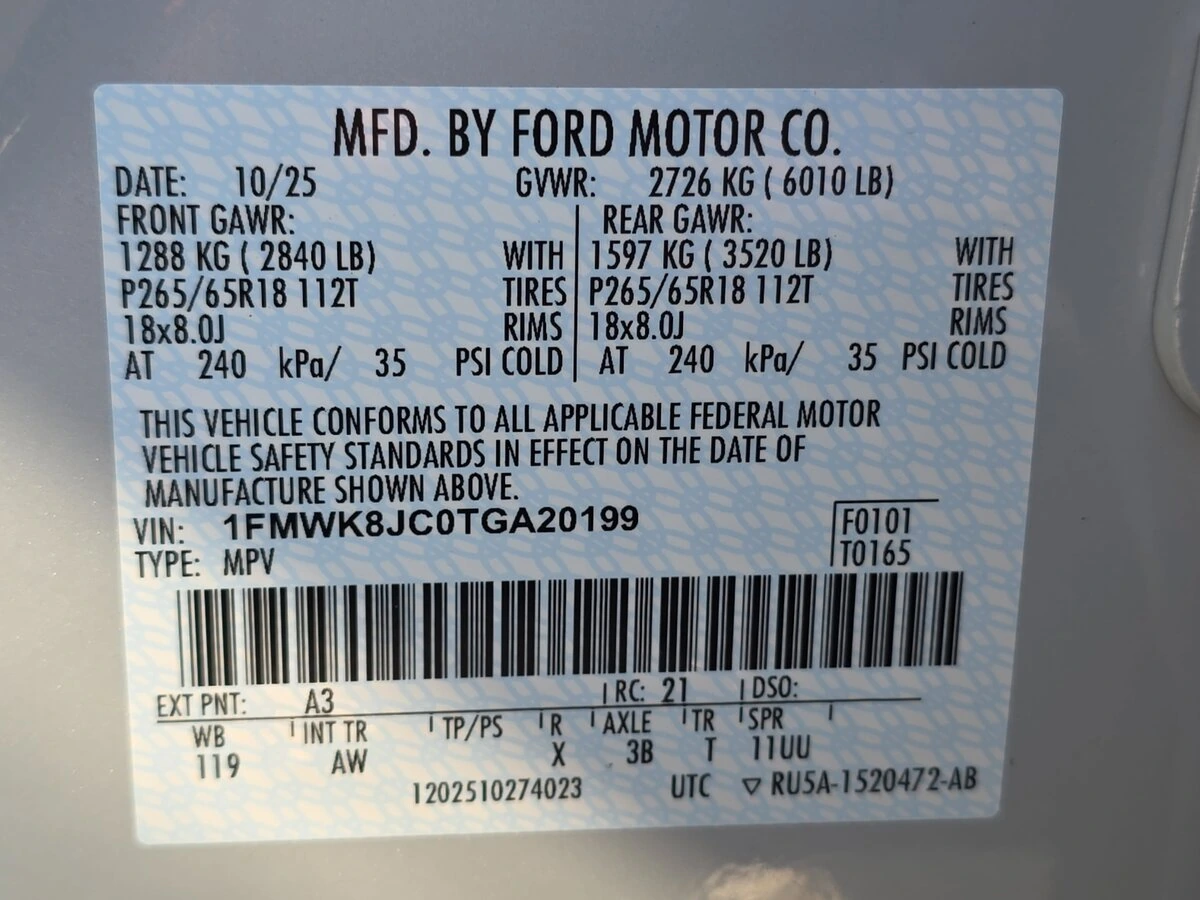 MFD. BY FORD MOTOR CO.
DATE: 10/25 GVWR: 2726 KG ( 6010 LB)
FRONT GAWR: REAR GAWR:
1288 KG ( 2840 LB) WITH 1597 KG ( 3520 LB) WITH
P265/65R18 112T TIRES P265/65R18 112T TIRES
18x8.0J RIMS 18x8.0J RIMS
AT 240 kPa/ 35 PSI COLD AT 240 kPa/ 35 PSI COLD
THIS VEHICLE CONFORMS TO ALL APPLICABLE FEDERAL MOTOR
VEHICLE SAFETY STANDARDS IN EFFECT ON THE DATE OF
MANUFACTURE SHOWN ABOVE.
VIN: 1FMWK8JC0TGA20199 F0101
TYPE: MPV T0165
EXT PNT: A3 RC: 21 DSO:
WB INT TR TP/PS R AXLE TR SPR
119 AW X 3B T 11UU
1202510274023 UTC ▽ RU5A-1520472-AB